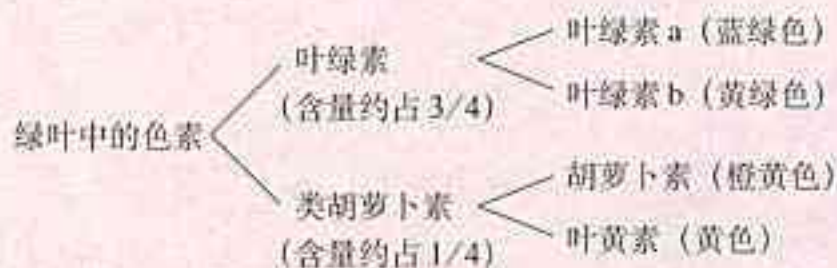 绿叶中的色素
叶绿素
(含量约占3/4)
叶绿素a（蓝绿色）
叶绿素b（黄绿色）
类胡萝卜素
(含量约占1/4)
胡萝卜素（橙黄色）
叶黄素（黄色）